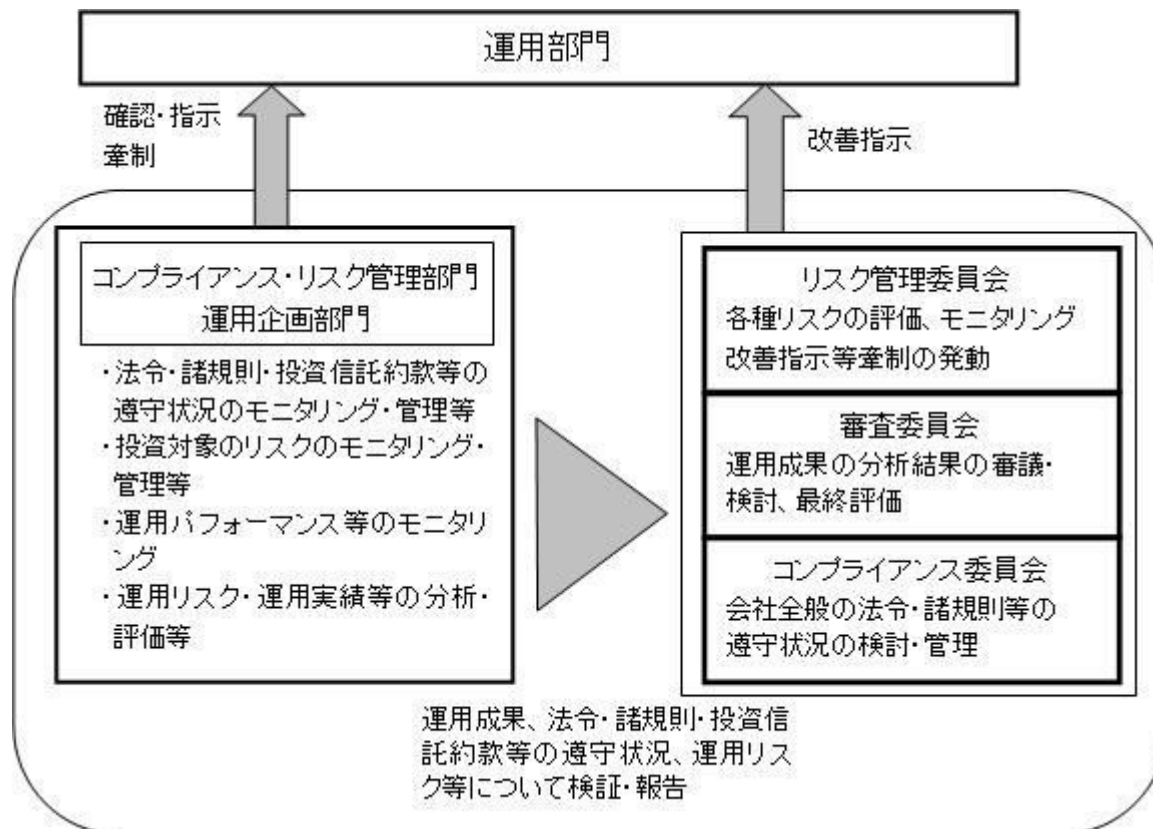 運用部門
確認・指示
牽制
改善指示
コンプライアンス・リスク管理部門
運用企画部門
・法令・諸規則・投資信託約款等の
遵守状況のモニタリング・管理等
・投資対象のリスクのモニタリング・
管理等
・運用パフォーマンス等のモニタリ
ング
・運用リスク・運用実績等の分析・
評価等
リスク管理委員会
各種リスクの評価、モニタリング
改善指示等牽制の発動
審査委員会
運用成果の分析結果の審議・
検討、最終評価
コンプライアンス委員会
会社全般の法令・諸規則等の
遵守状況の検討・管理
運用成果、法令・諸規則・投資信
託約款等の遵守状況、運用リス
ク等について検証・報告